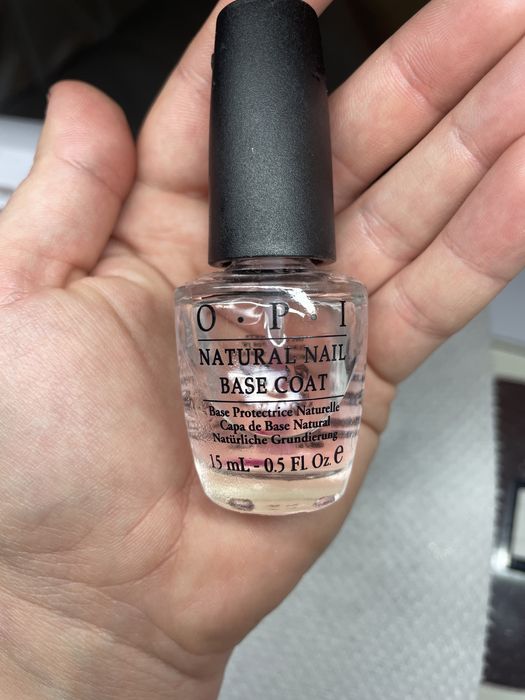 O·P·I
NATURAL NAIL
BASE COAT
Base Protectrice Naturelle
Capa de Base Natural
Natürliche Grundierung
15 mL - 0.5 Fl. Oz. e